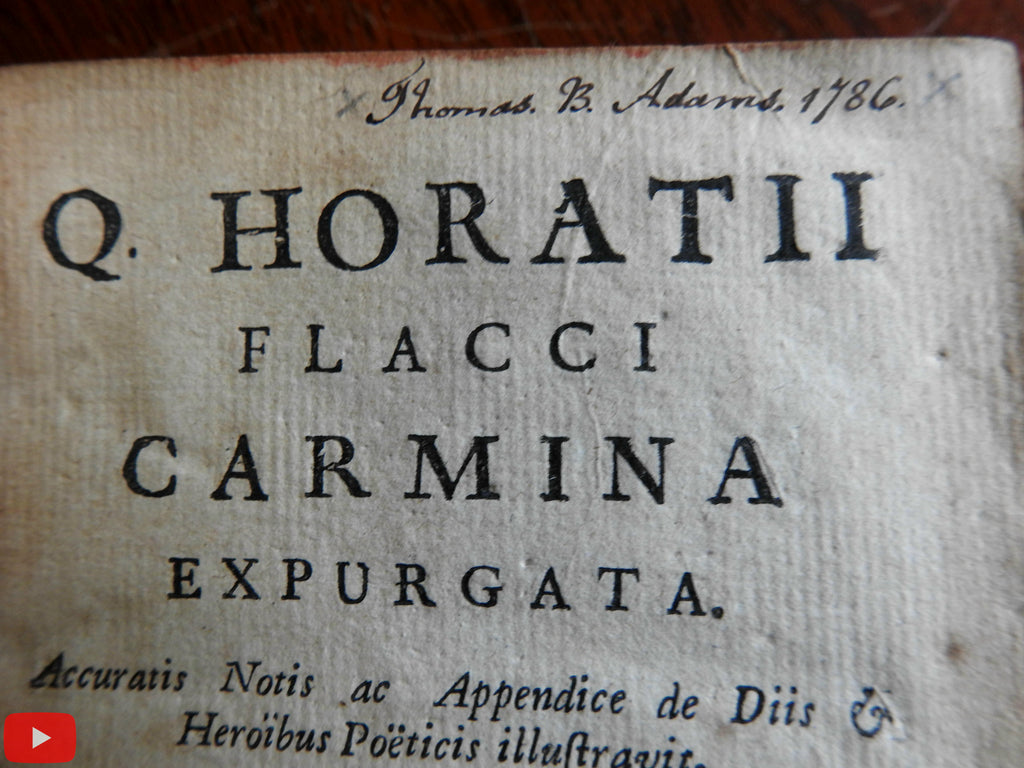 Thomas. B. Adams. 1786.
Q. HORATII
FLACCI
CARMINA
EXPURGATA.
Accuratis Notis ac Appendice de Diis &
Heroïbus Poëticis illuſtravit.